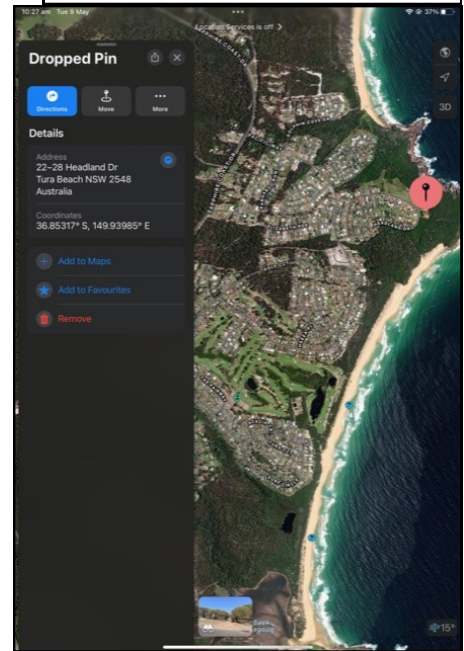 10:27 am Tue 9 May
37%
Location Services is off
Dropped Pin
Directions
Move
More
3D
Details
Address
22–28 Headland Dr
Tura Beach NSW 2548
Australia
Coordinates
36.85317° S, 149.93985° E
Add to Maps
Add to Favourites
Remove
15°